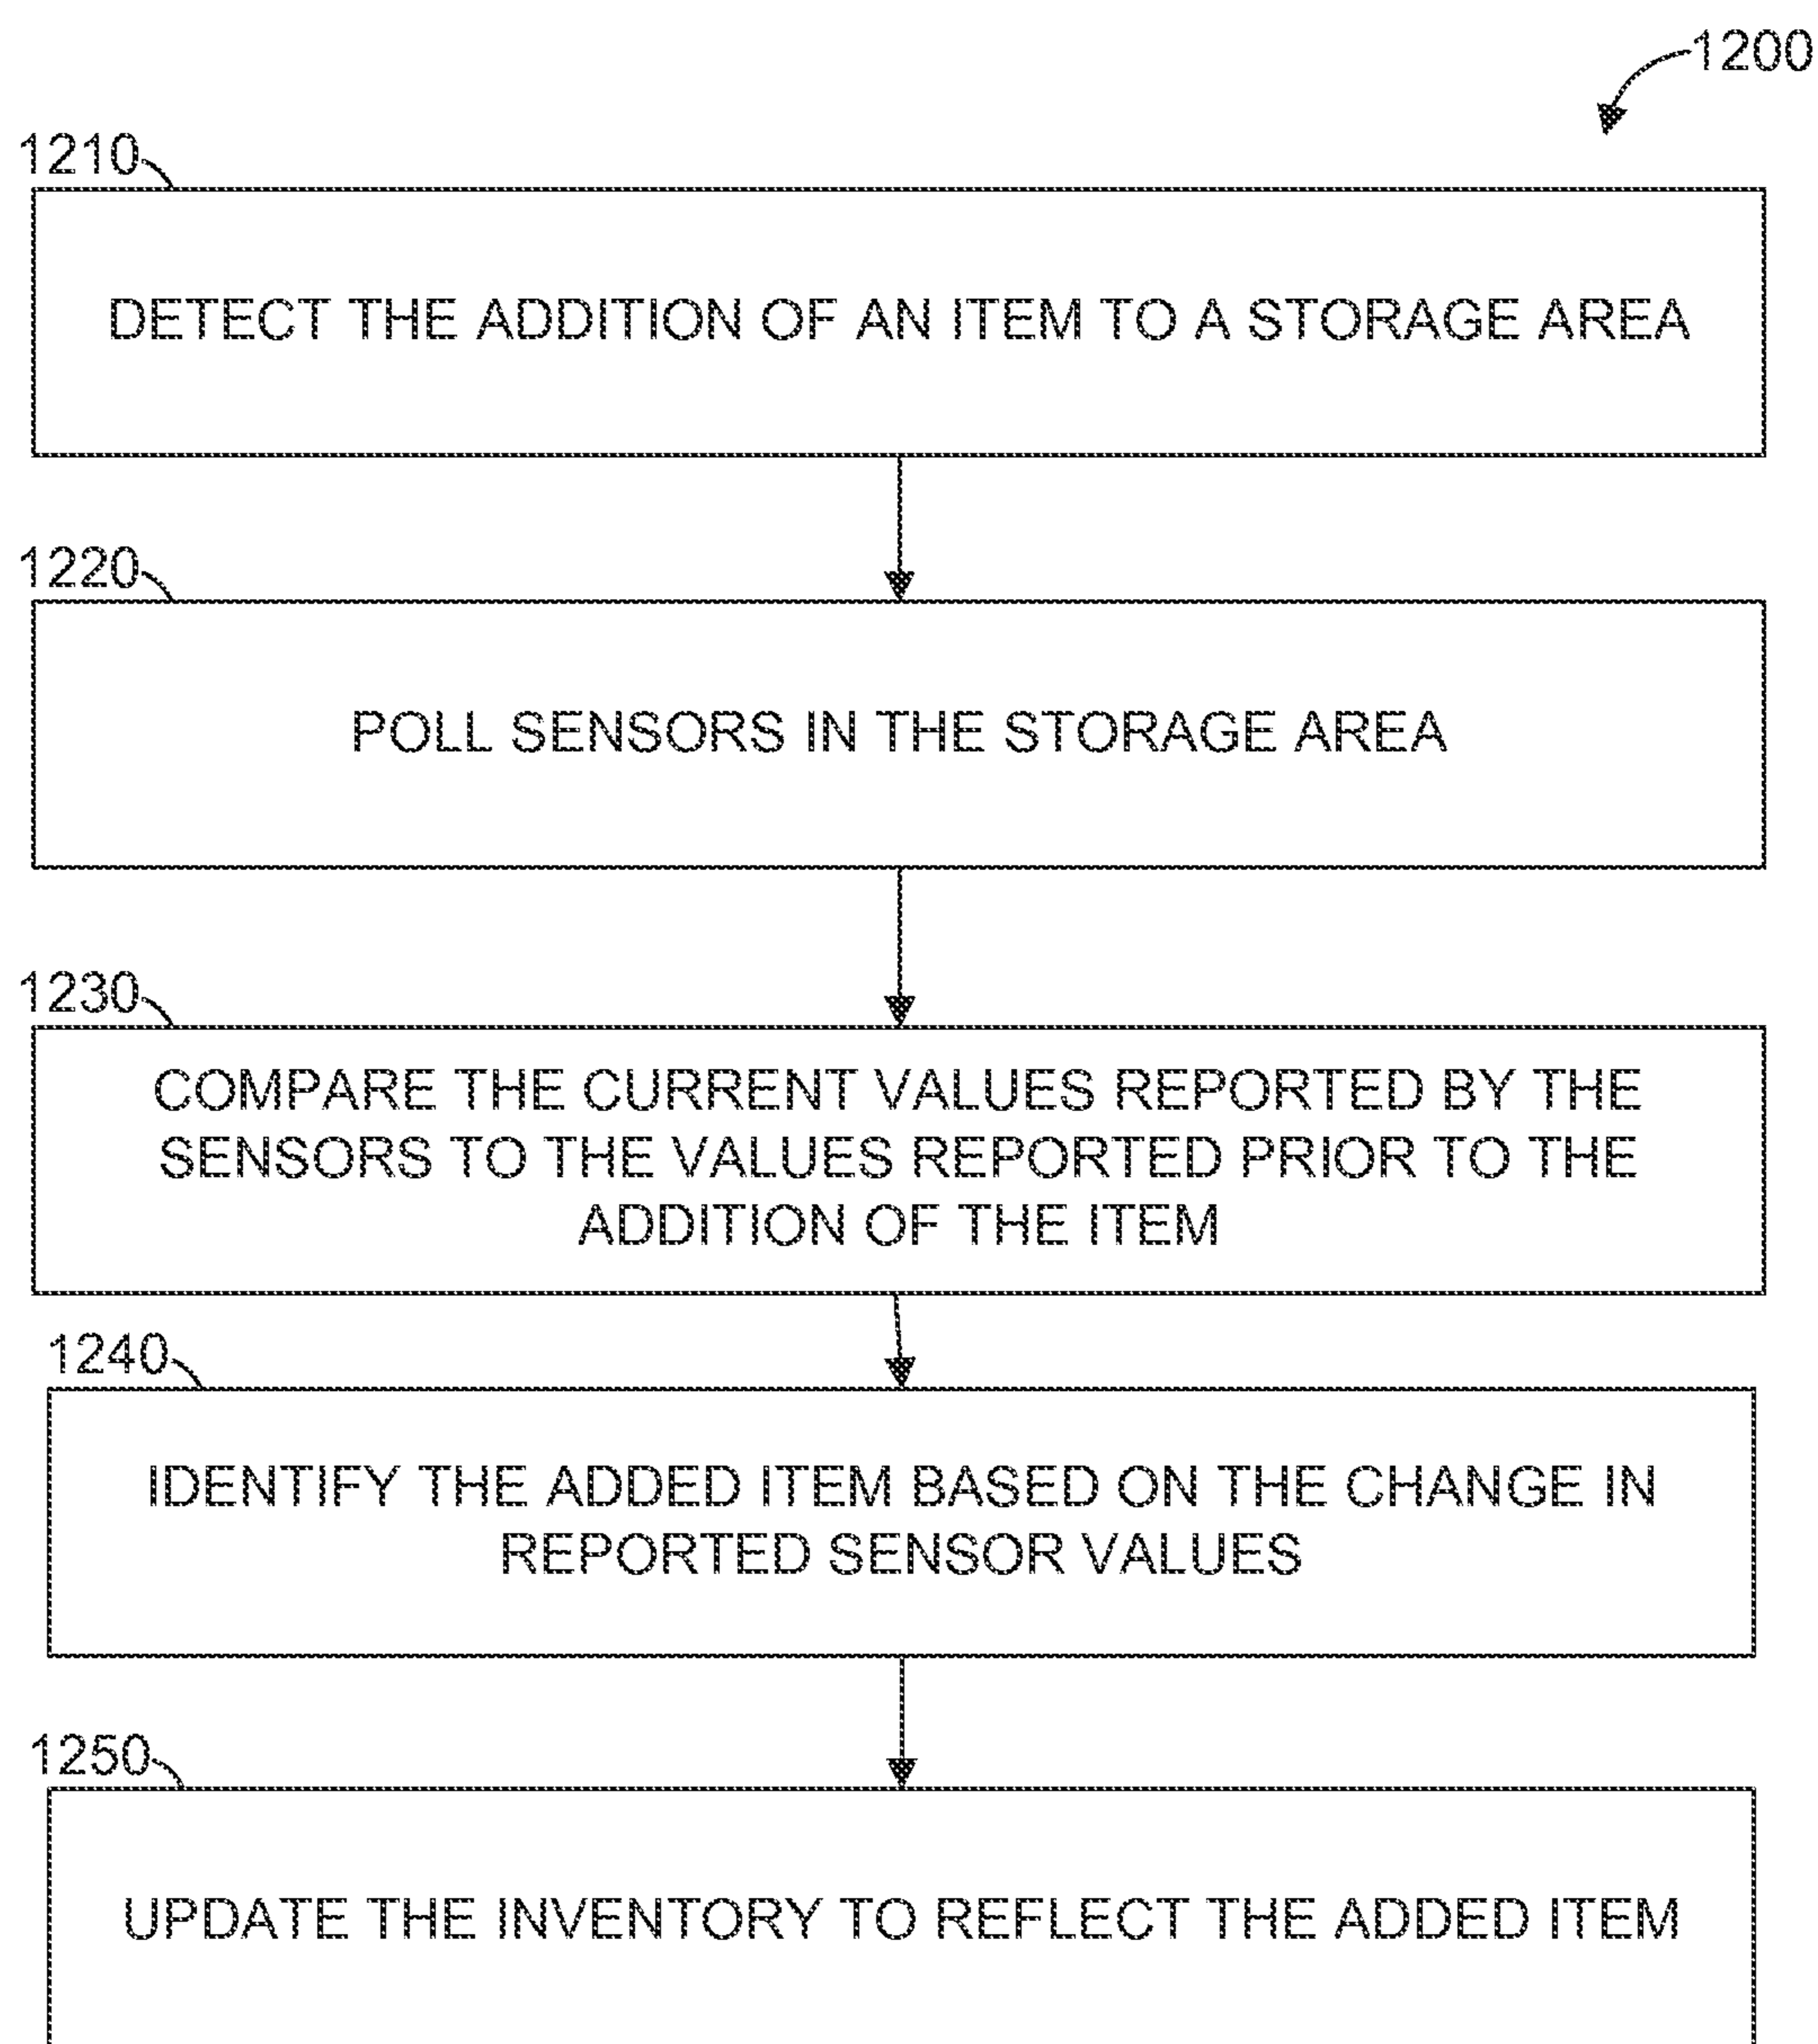 1200
1210
DETECT THE ADDITION OF AN ITEM TO A STORAGE AREA
1220
POLL SENSORS IN THE STORAGE AREA
1230
COMPARE THE CURRENT VALUES REPORTED BY THE
SENSORS TO THE VALUES REPORTED PRIOR TO THE
ADDITION OF THE ITEM
1240
IDENTIFY THE ADDED ITEM BASED ON THE CHANGE IN
REPORTED SENSOR VALUES
1250
UPDATE THE INVENTORY TO REFLECT THE ADDED ITEM